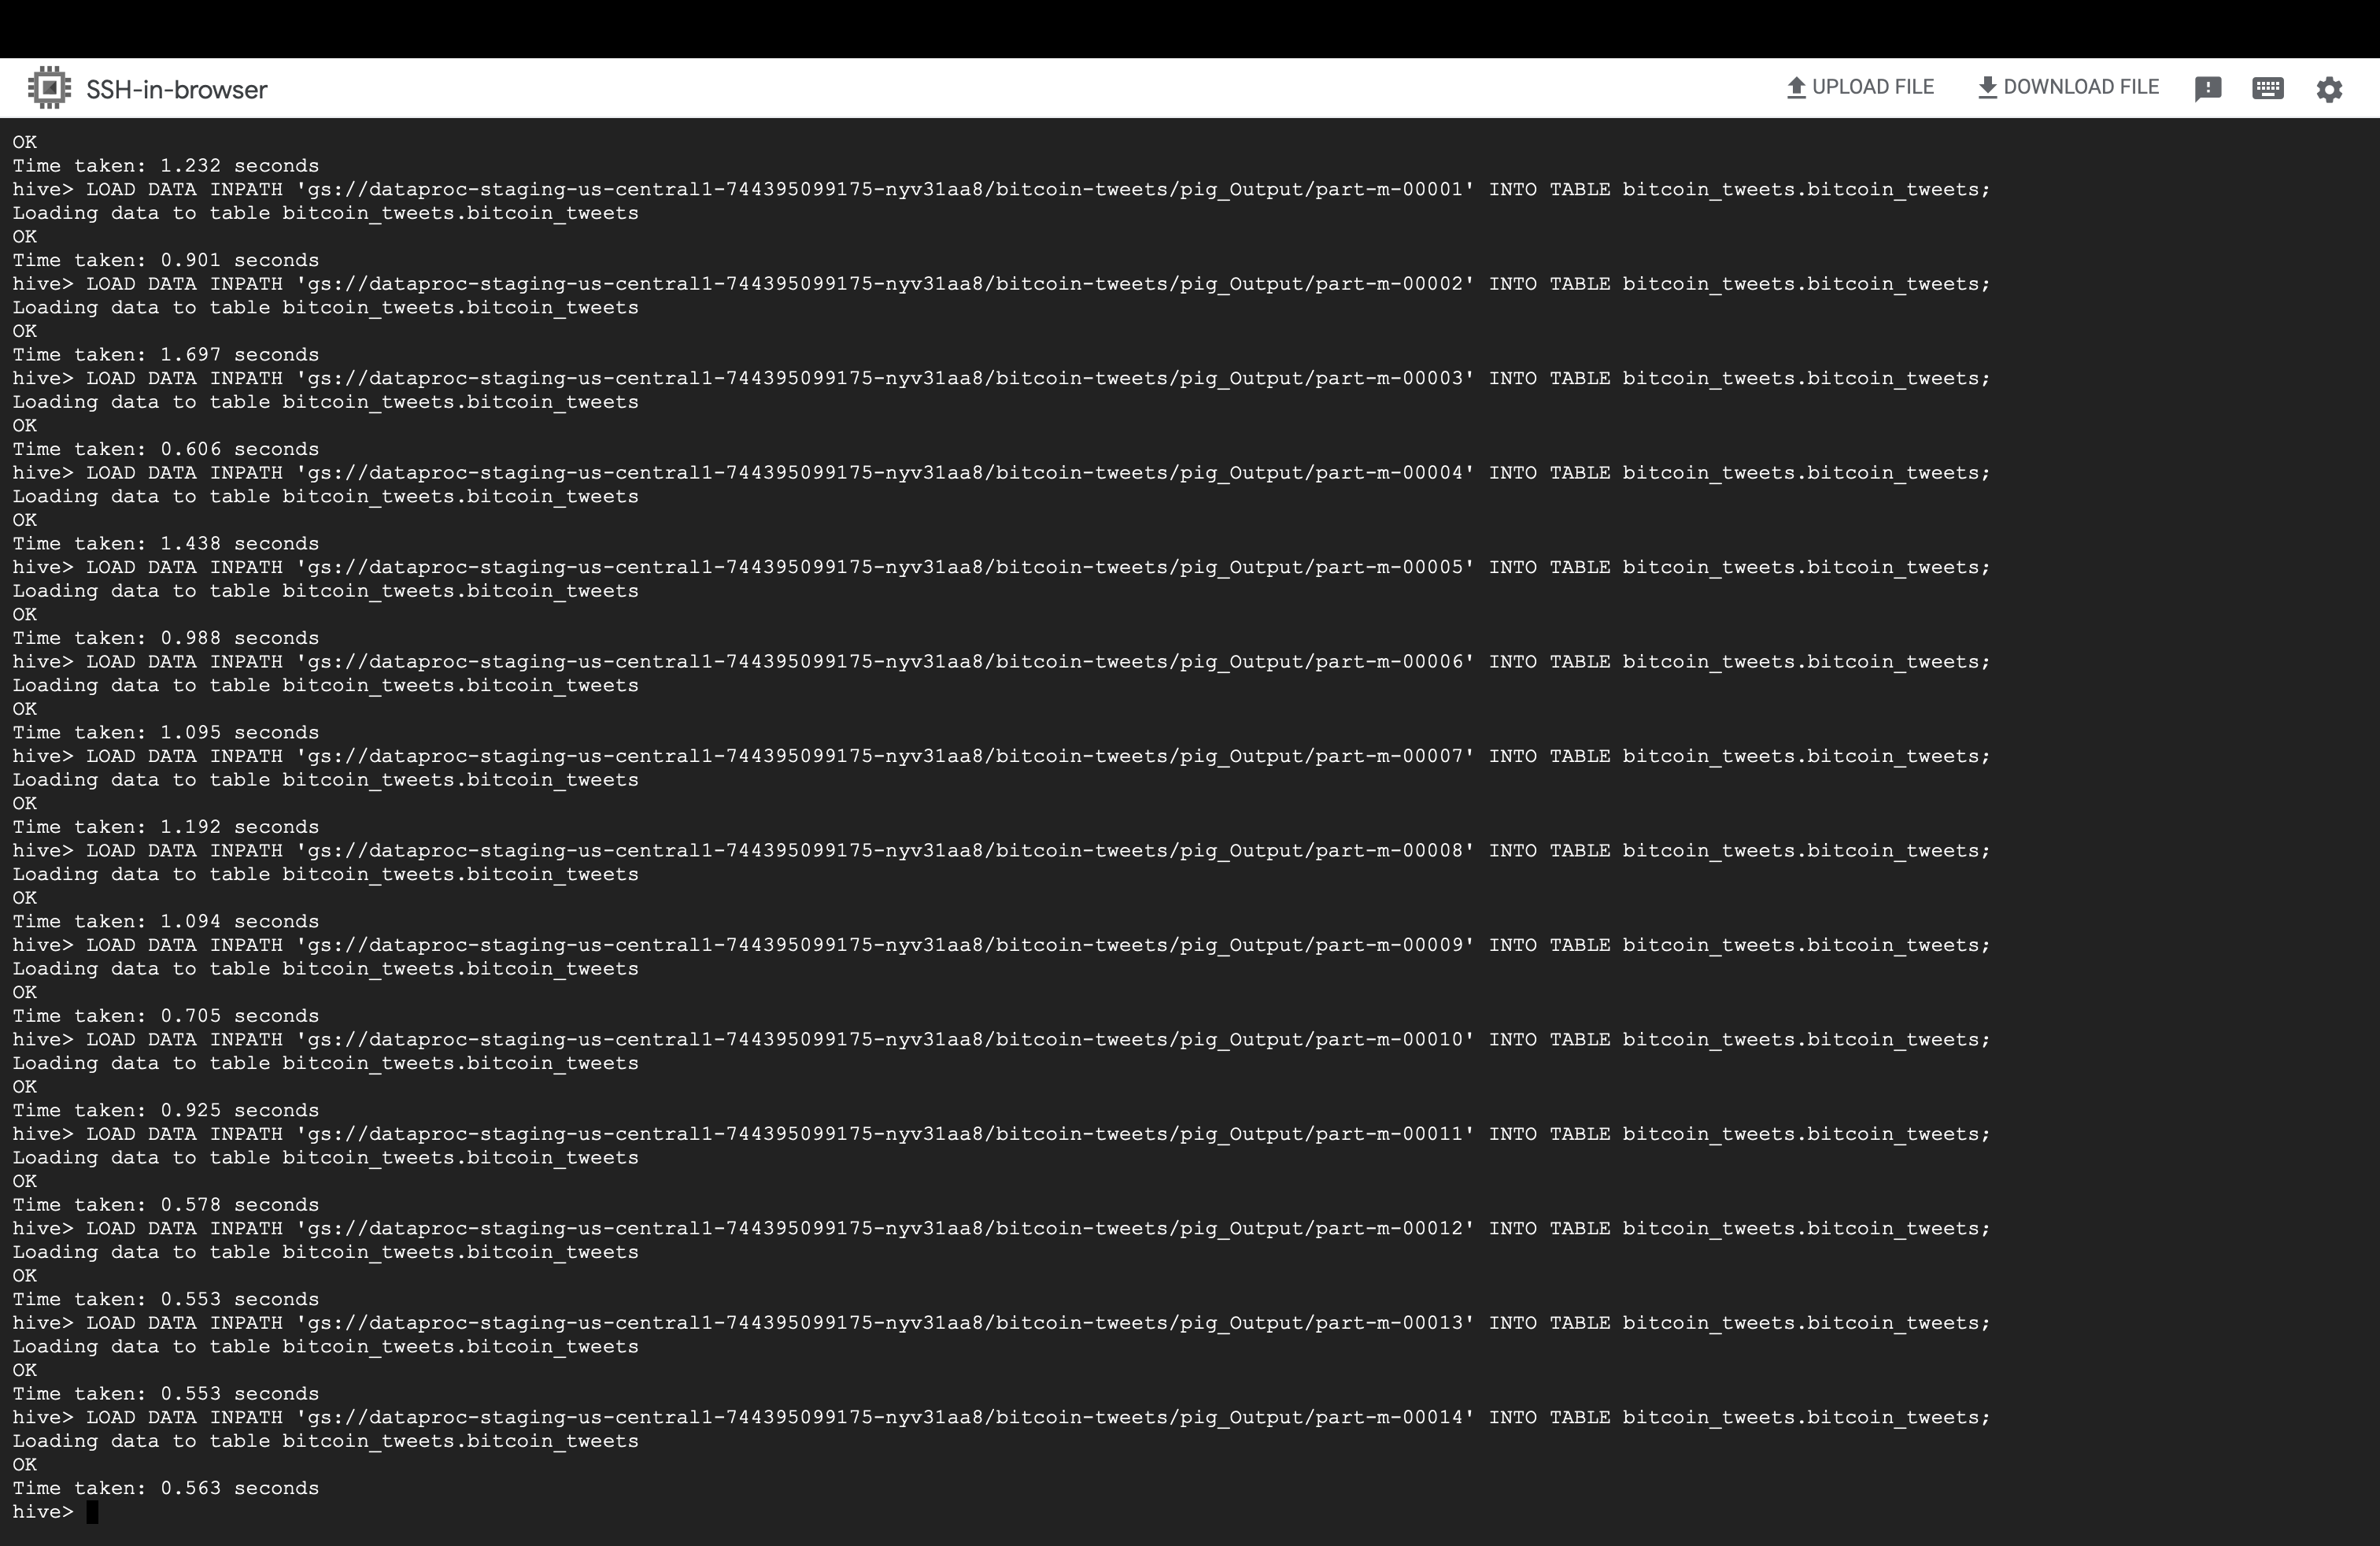 SSH-in-browser
UPLOAD FILE
DOWNLOAD FILE
OK
Time taken: 1.232 seconds
hive> LOAD DATA INPATH 'gs://dataproc-staging-us-central1-744395099175-nyv31aa8/bitcoin-tweets/pig_Output/part-m-00001' INTO TABLE bitcoin_tweets.bitcoin_tweets;
Loading data to table bitcoin_tweets.bitcoin_tweets
OK
Time taken: 0.901 seconds
hive> LOAD DATA INPATH 'gs://dataproc-staging-us-central1-744395099175-nyv31aa8/bitcoin-tweets/pig_Output/part-m-00002' INTO TABLE bitcoin_tweets.bitcoin_tweets;
Loading data to table bitcoin_tweets.bitcoin_tweets
OK
Time taken: 1.697 seconds
hive> LOAD DATA INPATH 'gs://dataproc-staging-us-central1-744395099175-nyv31aa8/bitcoin-tweets/pig_Output/part-m-00003' INTO TABLE bitcoin_tweets.bitcoin_tweets;
Loading data to table bitcoin_tweets.bitcoin_tweets
OK
Time taken: 0.606 seconds
hive> LOAD DATA INPATH 'gs://dataproc-staging-us-central1-744395099175-nyv31aa8/bitcoin-tweets/pig_Output/part-m-00004' INTO TABLE bitcoin_tweets.bitcoin_tweets;
Loading data to table bitcoin_tweets.bitcoin_tweets
OK
Time taken: 1.438 seconds
hive> LOAD DATA INPATH 'gs://dataproc-staging-us-central1-744395099175-nyv31aa8/bitcoin-tweets/pig_Output/part-m-00005' INTO TABLE bitcoin_tweets.bitcoin_tweets;
Loading data to table bitcoin_tweets.bitcoin_tweets
OK
Time taken: 0.988 seconds
hive> LOAD DATA INPATH 'gs://dataproc-staging-us-central1-744395099175-nyv31aa8/bitcoin-tweets/pig_Output/part-m-00006' INTO TABLE bitcoin_tweets.bitcoin_tweets;
Loading data to table bitcoin_tweets.bitcoin_tweets
OK
Time taken: 1.095 seconds
hive> LOAD DATA INPATH 'gs://dataproc-staging-us-central1-744395099175-nyv31aa8/bitcoin-tweets/pig_Output/part-m-00007' INTO TABLE bitcoin_tweets.bitcoin_tweets;
Loading data to table bitcoin_tweets.bitcoin_tweets
OK
Time taken: 1.192 seconds
hive> LOAD DATA INPATH 'gs://dataproc-staging-us-central1-744395099175-nyv31aa8/bitcoin-tweets/pig_Output/part-m-00008' INTO TABLE bitcoin_tweets.bitcoin_tweets;
Loading data to table bitcoin_tweets.bitcoin_tweets
OK
Time taken: 1.094 seconds
hive> LOAD DATA INPATH 'gs://dataproc-staging-us-central1-744395099175-nyv31aa8/bitcoin-tweets/pig_Output/part-m-00009' INTO TABLE bitcoin_tweets.bitcoin_tweets;
Loading data to table bitcoin_tweets.bitcoin_tweets
OK
Time taken: 0.705 seconds
hive> LOAD DATA INPATH 'gs://dataproc-staging-us-central1-744395099175-nyv31aa8/bitcoin-tweets/pig_Output/part-m-00010' INTO TABLE bitcoin_tweets.bitcoin_tweets;
Loading data to table bitcoin_tweets.bitcoin_tweets
OK
Time taken: 0.925 seconds
hive> LOAD DATA INPATH 'gs://dataproc-staging-us-central1-744395099175-nyv31aa8/bitcoin-tweets/pig_Output/part-m-00011' INTO TABLE bitcoin_tweets.bitcoin_tweets;
Loading data to table bitcoin_tweets.bitcoin_tweets
OK
Time taken: 0.578 seconds
hive> LOAD DATA INPATH 'gs://dataproc-staging-us-central1-744395099175-nyv31aa8/bitcoin-tweets/pig_Output/part-m-00012' INTO TABLE bitcoin_tweets.bitcoin_tweets;
Loading data to table bitcoin_tweets.bitcoin_tweets
OK
Time taken: 0.553 seconds
hive> LOAD DATA INPATH 'gs://dataproc-staging-us-central1-744395099175-nyv31aa8/bitcoin-tweets/pig_Output/part-m-00013' INTO TABLE bitcoin_tweets.bitcoin_tweets;
Loading data to table bitcoin_tweets.bitcoin_tweets
OK
Time taken: 0.553 seconds
hive> LOAD DATA INPATH 'gs://dataproc-staging-us-central1-744395099175-nyv31aa8/bitcoin-tweets/pig_Output/part-m-00014' INTO TABLE bitcoin_tweets.bitcoin_tweets;
Loading data to table bitcoin_tweets.bitcoin_tweets
OK
Time taken: 0.563 seconds
hive>